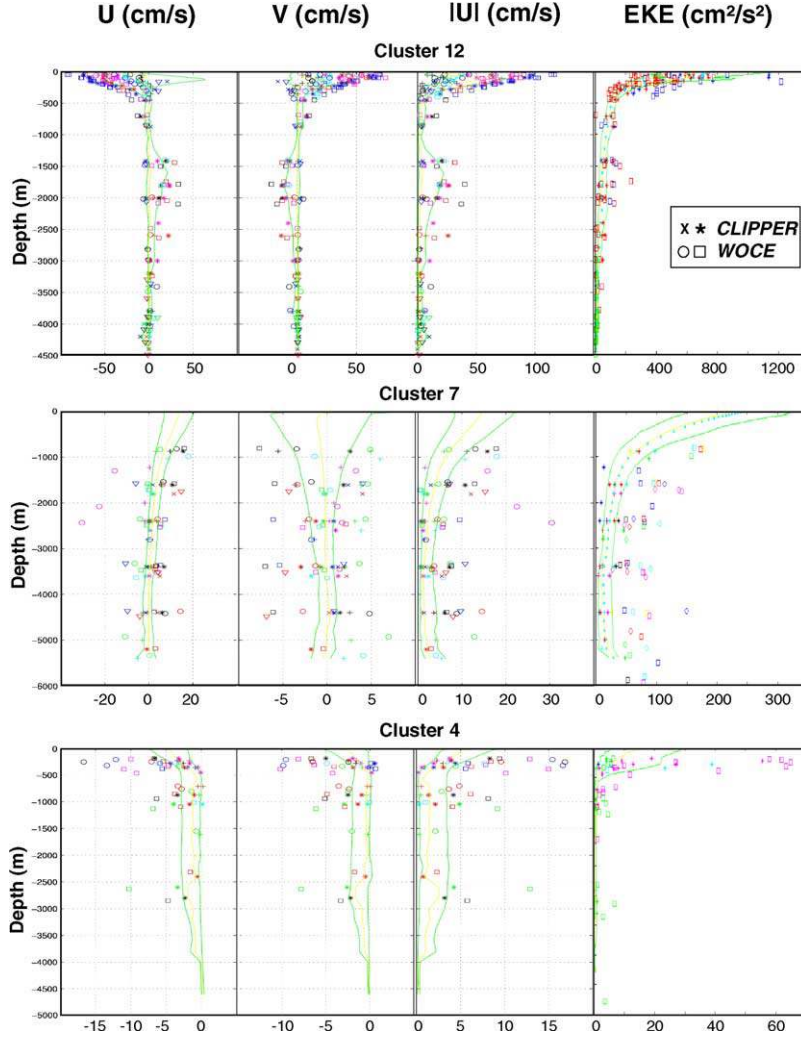 U (cm/s) V (cm/s) |U| (cm/s) EKE (cm²/s²)
Cluster 12
0
-500
-1000
-1500
-2000
-2500
-3000
-3500
-4000
-4500
Depth (m)
x * CLIPPER
○ □ WOCE
-50 0 50 0 50 0 50 100 0 400 800 1200
Cluster 7
0
-1000
-2000
-3000
-4000
-5000
-6000
Depth (m)
-20 0 20 -5 0 5 0 10 20 30 0 100 200 300
Cluster 4
0
-500
-1000
-1500
-2000
-2500
-3000
-3500
-4000
-4500
-5000
Depth (m)
-15 -10 -5 0 -10 -5 0 0 5 10 15 0 20 40 60